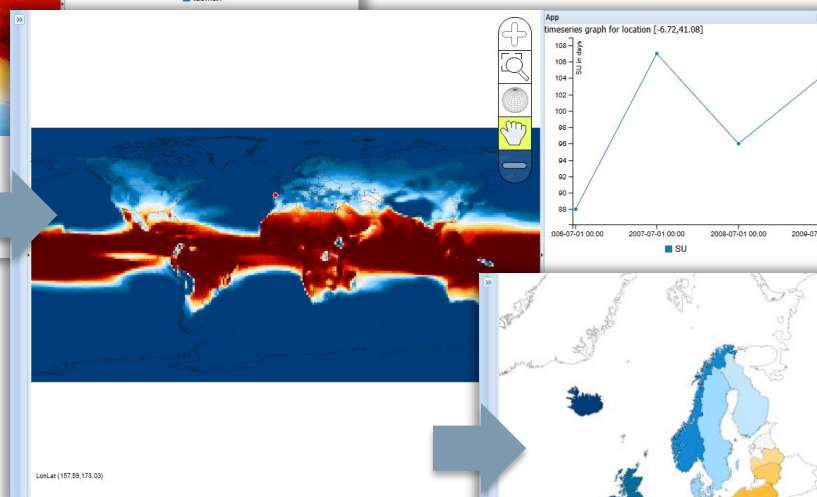 App
timeseries graph for location [-6.72,41.08]
SU in days
108
106
104
102
100
98
96
94
92
90
88
2007-07-01 00:00
2008-07-01 00:00
SU
LonLat (157.59,173.03)